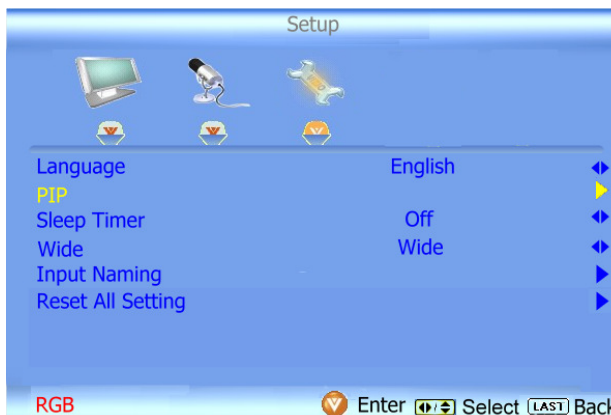 Setup
Language English
PIP
Sleep Timer Off
Wide Wide
Input Naming
Reset All Setting
RGB V Enter Select LAST Back